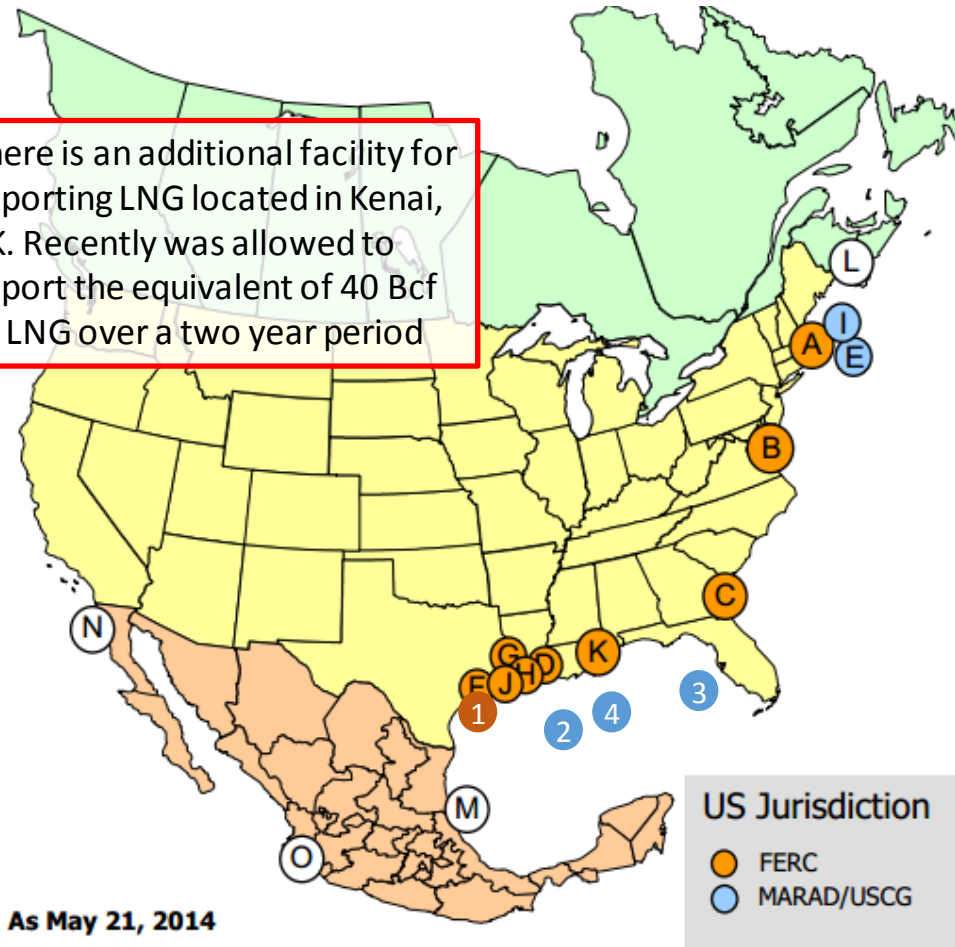 here is an additional facility for
porting LNG located in Kenai,
K. Recently was allowed to
port the equivalent of 40 Bcf
LNG over a two year period
L
I
A
E
B
C
N
G
D
K
H
J
1
3
4
2
M
O
US Jurisdiction
FERC
MARAD/USCG
As May 21, 2014